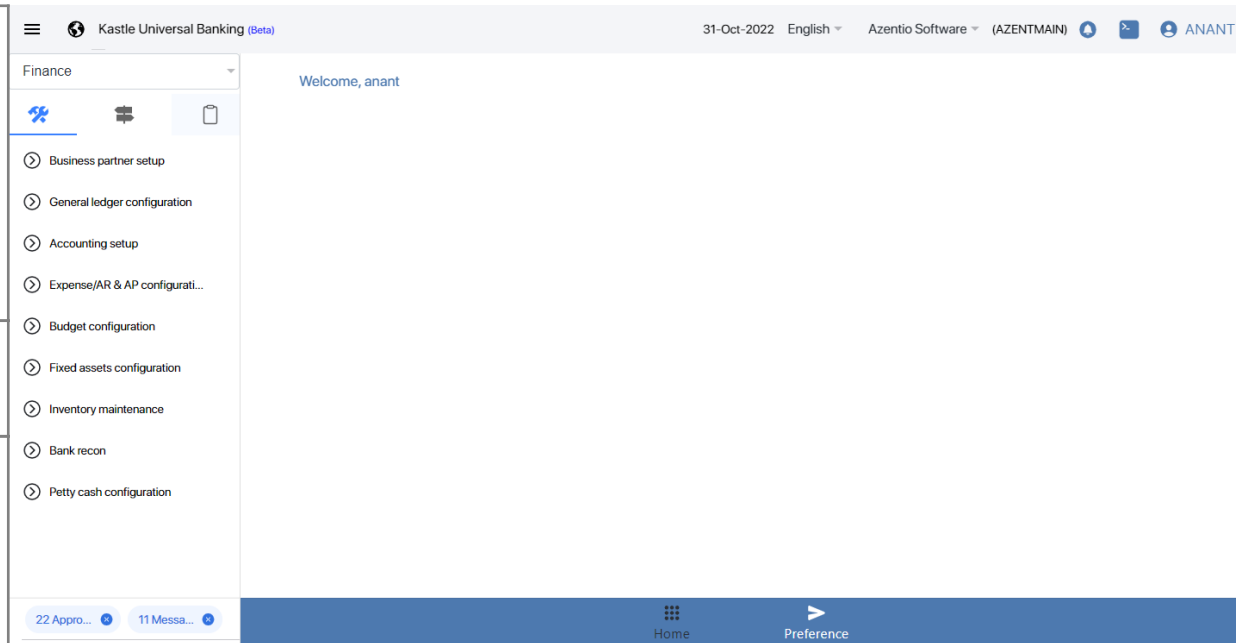 Kastle Universal Banking (Beta)
31-Oct-2022 English Azentio Software (AZENTMAIN) ANANT
Finance
Welcome, anant
Business partner setup
General ledger configuration
Accounting setup
Expense/AR & AP configurati...
Budget configuration
Fixed assets configuration
Inventory maintenance
Bank recon
Petty cash configuration
22 Appro... 11 Messa...
Home Preference